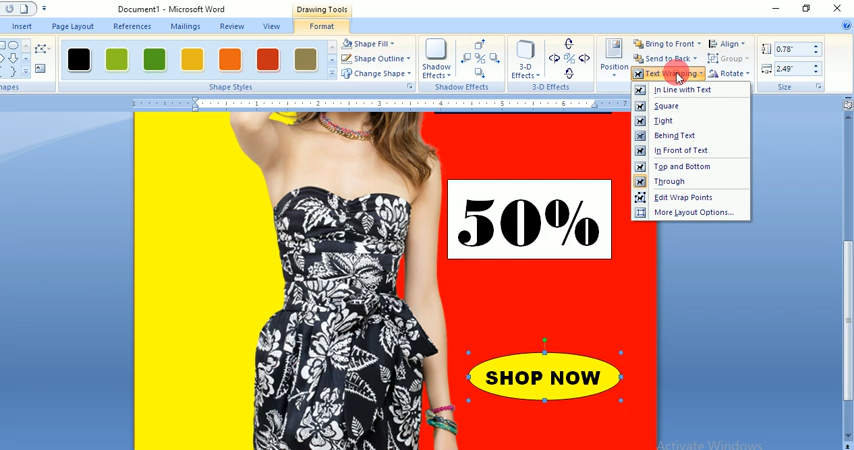 Document1 - Microsoft Word
Drawing Tools
Insert
Page Layout
References
Mailings
Review
View
Format
Shape Fill
Shape Outline
Change Shape
Shape Styles
Shadow
Effects
Shadow Effects
3-D
Effects
3-D Effects
Position
Bring to Front
Send to Back
Text Wrapping
Align
Group
Rotate
0.78"
2.49"
Size
In Line with Text
Square
Tight
Behind Text
In Front of Text
Top and Bottom
Through
Edit Wrap Points
More Layout Options...
50%
SHOP NOW
Activate Windows